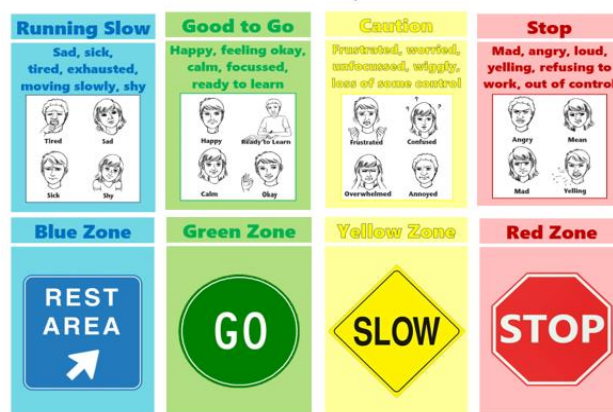 Running Slow
Sad, sick,
tired, exhausted,
moving slowly, shy
Tired
Sad
Sick
Shy
Good to Go
Happy, feeling okay,
calm, focussed,
ready to learn
Happy
Ready to Learn
Calm
Okay
Caution
Frustrated, worried,
unfocussed, wiggly,
loss of some control
Frustrated
Confused
Overwhelmed
Annoyed
Stop
Mad, angry, loud,
yelling, refusing to
work, out of control
Angry
Mean
Mad
Yelling
Blue Zone
REST
AREA
Green Zone
GO
Yellow Zone
SLOW
Red Zone
STOP